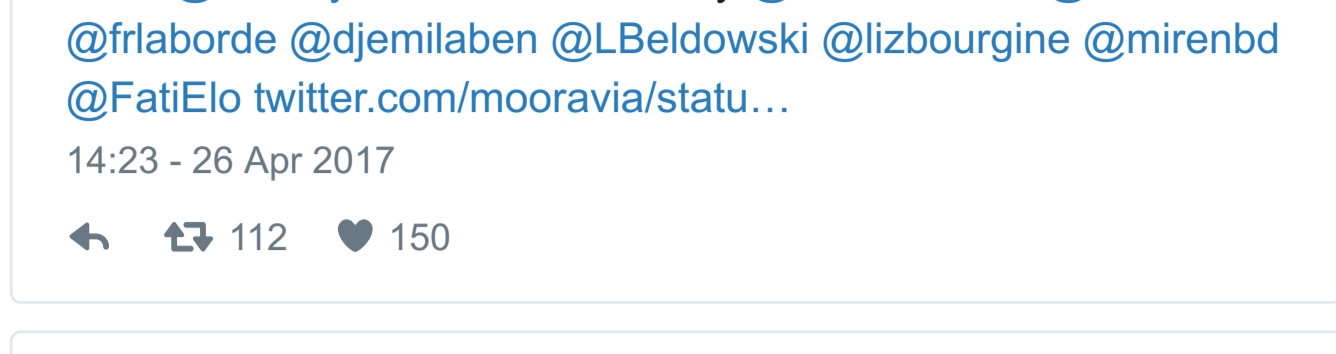 @frlaborde @djemilaben @LBeldowski @lizbourgine @mirenbd
@FatiElo twitter.com/mooravia/statu…
14:23 - 26 Apr 2017
112 150